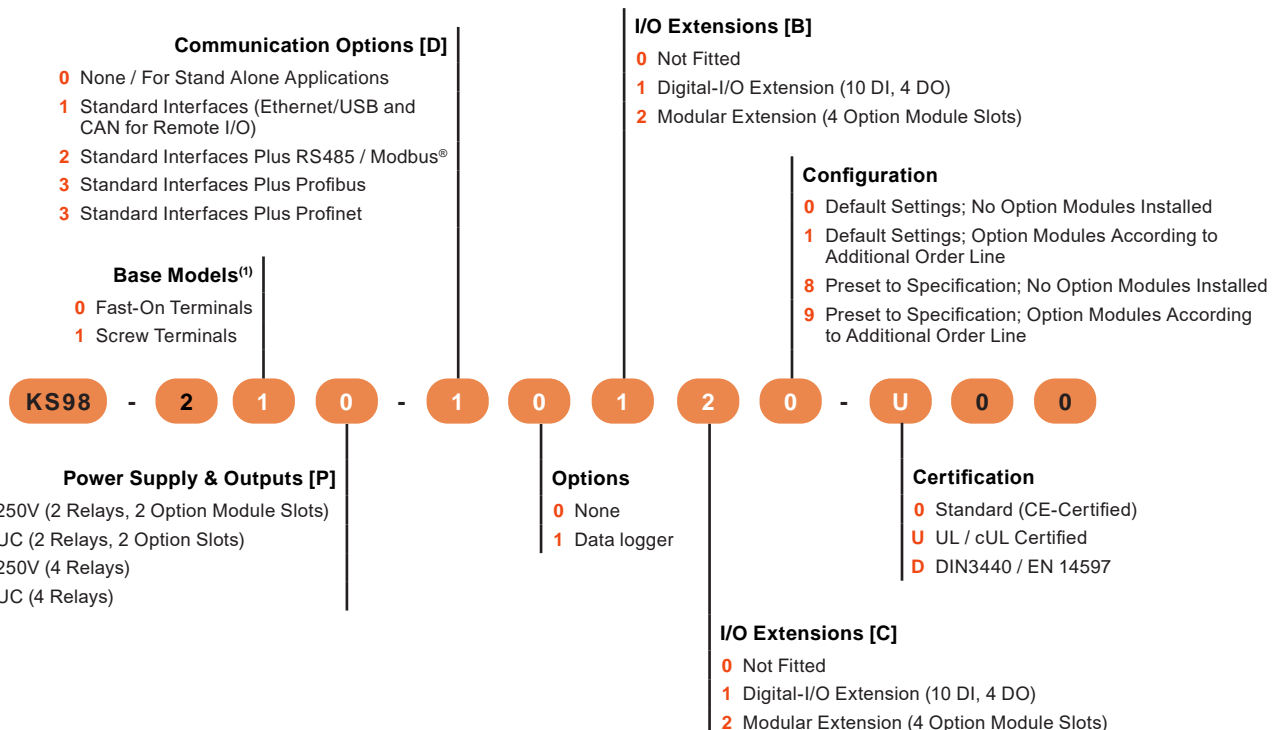 I/O Extensions [B]
0 Not Fitted
1 Digital-I/O Extension (10 DI, 4 DO)
2 Modular Extension (4 Option Module Slots)
Communication Options [D]
0 None / For Stand Alone Applications
1 Standard Interfaces (Ethernet/USB and
CAN for Remote I/O)
2 Standard Interfaces Plus RS485 / Modbus®
3 Standard Interfaces Plus Profibus
3 Standard Interfaces Plus Profinet
Configuration
0 Default Settings; No Option Modules Installed
1 Default Settings; Option Modules According to
Additional Order Line
8 Preset to Specification; No Option Modules Installed
9 Preset to Specification; Option Modules According
to Additional Order Line
Base Models(1)
0 Fast-On Terminals
1 Screw Terminals
KS98 - 2 1 0 - 1 0 1 2 0 - U 0 0
Power Supply & Outputs [P]
250V (2 Relays, 2 Option Module Slots)
UC (2 Relays, 2 Option Slots)
250V (4 Relays)
UC (4 Relays)
Options
0 None
1 Data logger
Certification
0 Standard (CE-Certified)
U UL / cUL Certified
D DIN3440 / EN 14597
I/O Extensions [C]
0 Not Fitted
1 Digital-I/O Extension (10 DI, 4 DO)
2 Modular Extension (4 Option Module Slots)